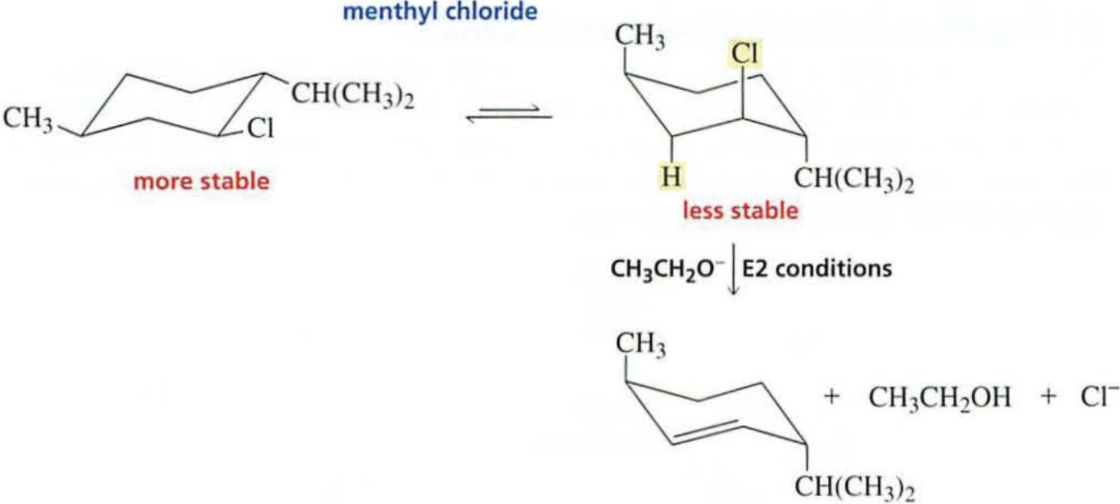 menthyl chloride
CH3
CH(CH3)2
Cl
more stable
CH3
Cl
H
CH(CH3)2
less stable
CH3CH2O− E2 conditions
CH3
+ CH3CH2OH + Cl−
CH(CH3)2